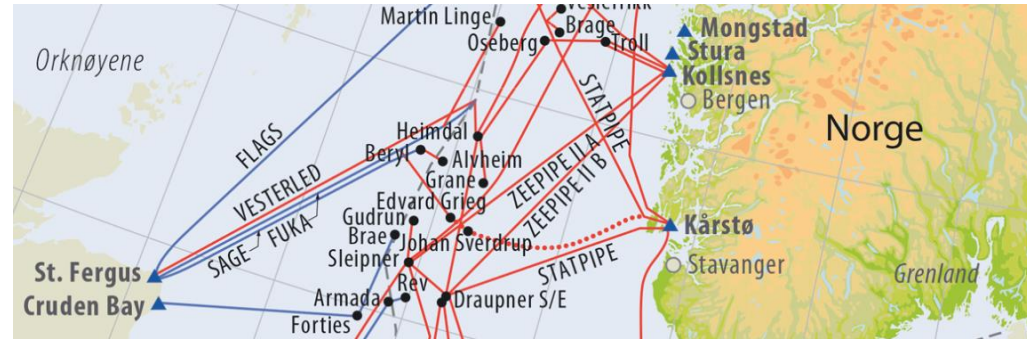 Martin Linge
Brage
Mongstad
Oseberg
Troll
Stura
Kollsnes
Orknøyene
Bergen
FLAGS
STATPIPE
Norge
Heimdal
Beryl
Alvheim
VESTERLED
Grane
ZEEPIPE II A
ZEEPIPE II B
Edvard Grieg
SAGE
FUKA
Gudrun
Brae
Johan Sverdrup
Kårstø
Sleipner
STATPIPE
Stavanger
Grenland
St. Fergus
Rev
Cruden Bay
Armada
Draupner S/E
Forties